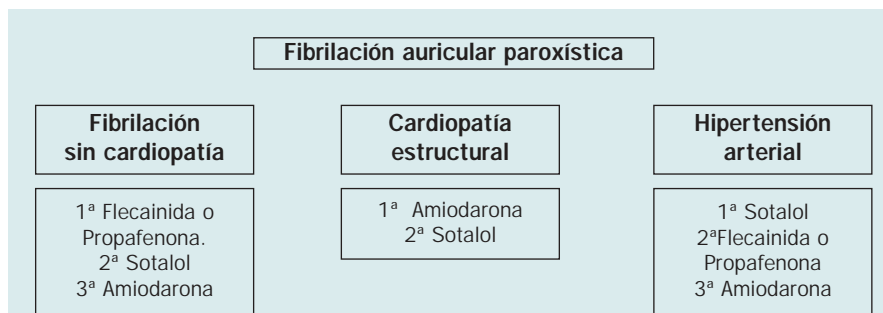 Fibrilación auricular paroxística
Fibrilación
sin cardiopatía
1ª Flecainida o
Propafenona.
2ª Sotalol
3ª Amiodarona
Cardiopatía
estructural
1ª Amiodarona
2ª Sotalol
Hipertensión
arterial
1ª Sotalol
2ªFlecainida o
Propafenona
3ª Amiodarona